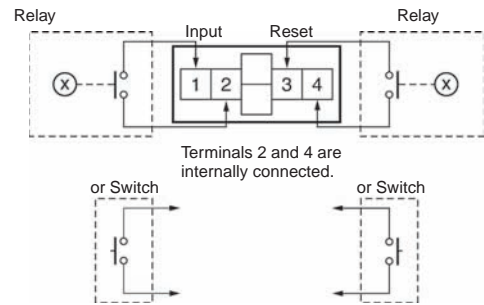 Relay
Relay
Input
Reset
X
1
2
3
4
X
Terminals 2 and 4 are
internally connected.
or Switch
or Switch